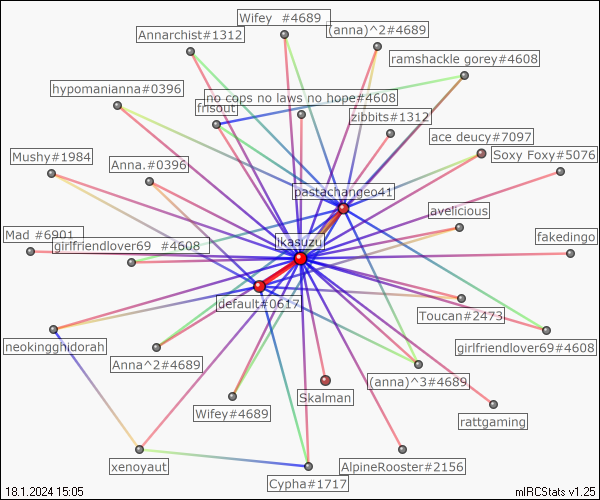 Wifey #4689
Annarchist#1312
(anna)^2#4689
ramshackle gorey#4608
hypomanianna#0396
no cops no laws no hope#4608
frisout
zibbits#1312
ace deucy#7097
Mushy#1984
Anna.#0396
Soxy Foxy#5076
pastachangeo41
avelicious
Mad #6901
girlfriendlover69 #4608
ikasuzu
fakedingo
default#0617
Toucan#2473
neokingghidorah
Anna^2#4689
girlfriendlover69#4608
(anna)^3#4689
Skalman
Wifey#4689
rattgaming
xenoyaut
AlpineRooster#2156
Cypha#1717
18.1.2024 15:05
mIRCStats v1.25